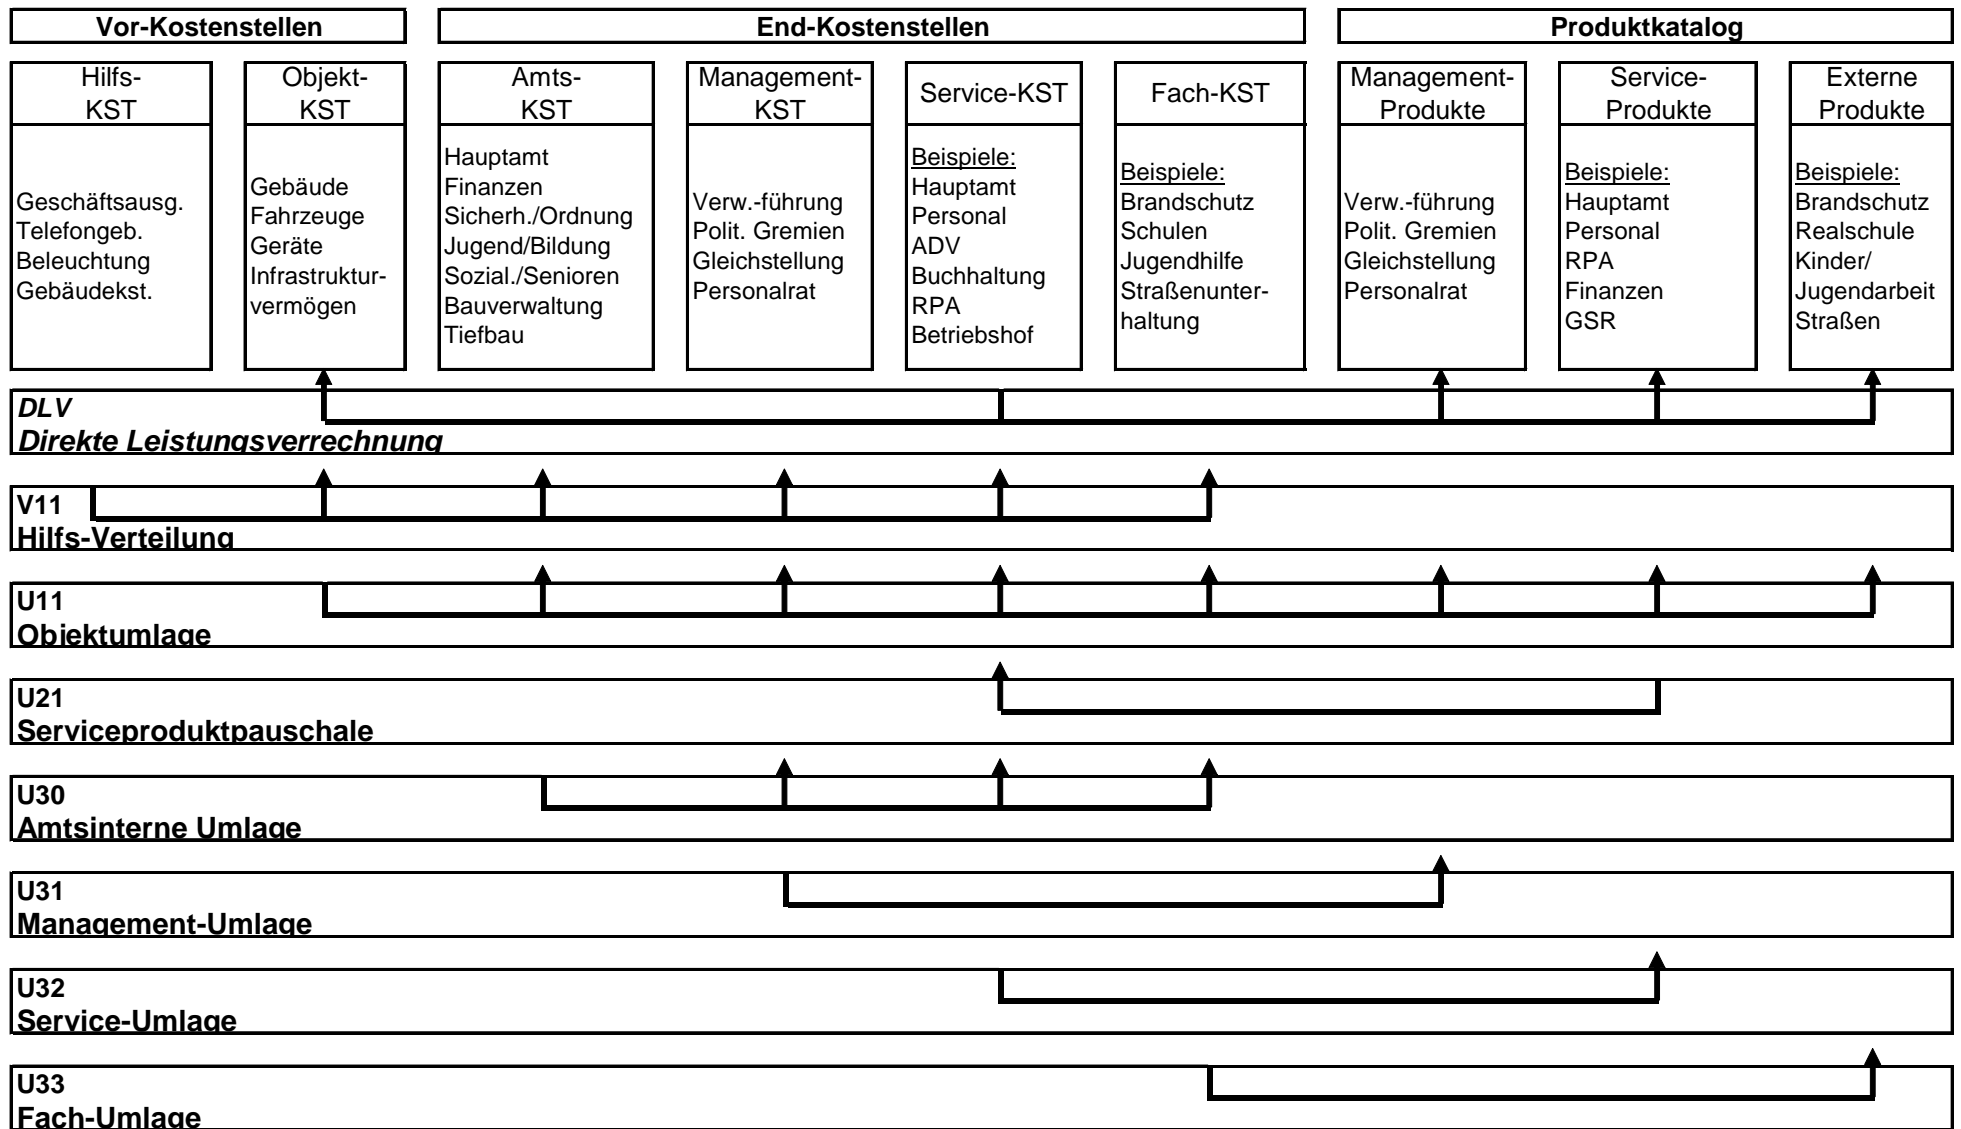 Vor-Kostenstellen
End-Kostenstellen
Produktkatalog
Hilfs-
KST
Objekt-
KST
Amts-
KST
Management-
KST
Service-KST
Fach-KST
Management-
Produkte
Service-
Produkte
Externe
Produkte
Geschäftsausg.
Telefongeb.
Beleuchtung
Gebäudekst.
Gebäude
Fahrzeuge
Geräte
Infrastruktur-
vermögen
Hauptamt
Finanzen
Sicherh./Ordnung
Jugend/Bildung
Sozial./Senioren
Bauverwaltung
Tiefbau
Verw.-führung
Polit. Gremien
Gleichstellung
Personalrat
Beispiele:
Hauptamt
Personal
ADV
Buchhaltung
RPA
Betriebshof
Beispiele:
Brandschutz
Schulen
Jugendhilfe
Straßenunter-
haltung
Verw.-führung
Polit. Gremien
Gleichstellung
Personalrat
Beispiele:
Hauptamt
Personal
RPA
Finanzen
GSR
Beispiele:
Brandschutz
Realschule
Kinder/
Jugendarbeit
Straßen
DLV
Direkte Leistungsverrechnung
V11
Hilfs-Verteilung
U11
Objektumlage
U21
Serviceproduktpauschale
U30
Amtsinterne Umlage
U31
Management-Umlage
U32
Service-Umlage
U33
Fach-Umlage